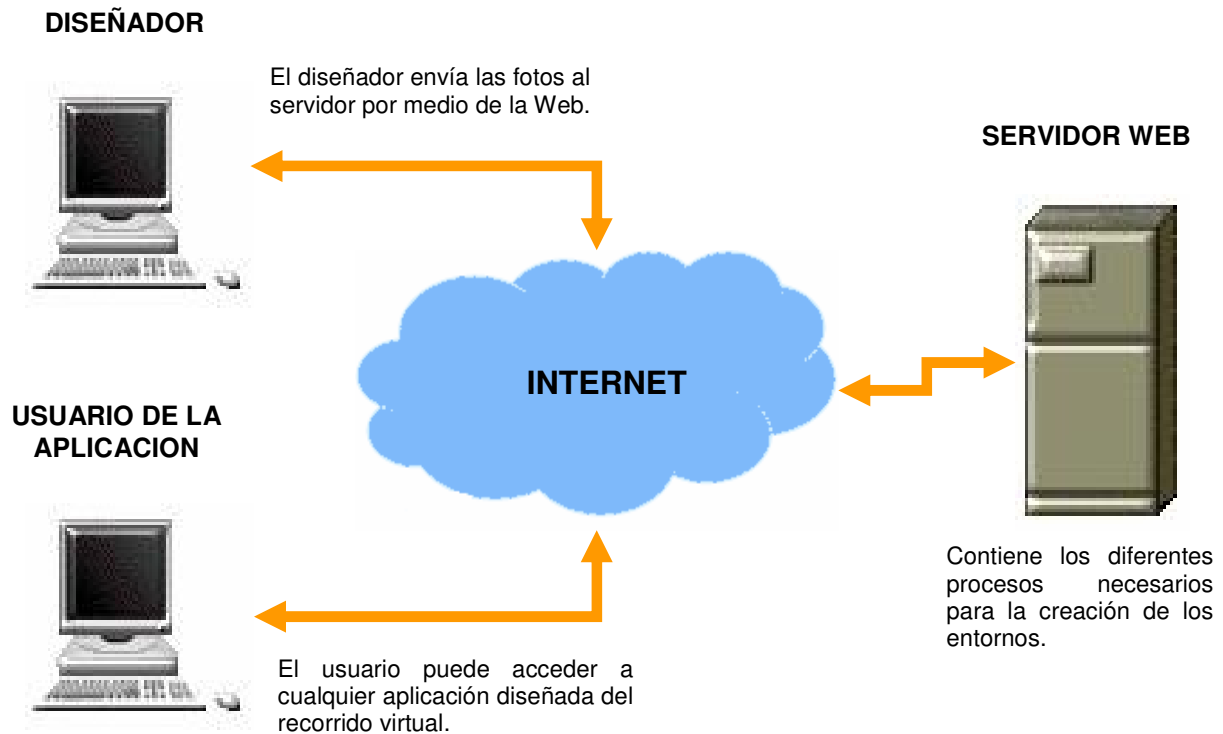 DISEÑADOR
El diseñador envía las fotos al
servidor por medio de la Web.
SERVIDOR WEB
INTERNET
USUARIO DE LA
APLICACION
Contiene los diferentes
procesos necesarios
para la creación de los
entornos.
El usuario puede acceder a
cualquier aplicación diseñada del
recorrido virtual.